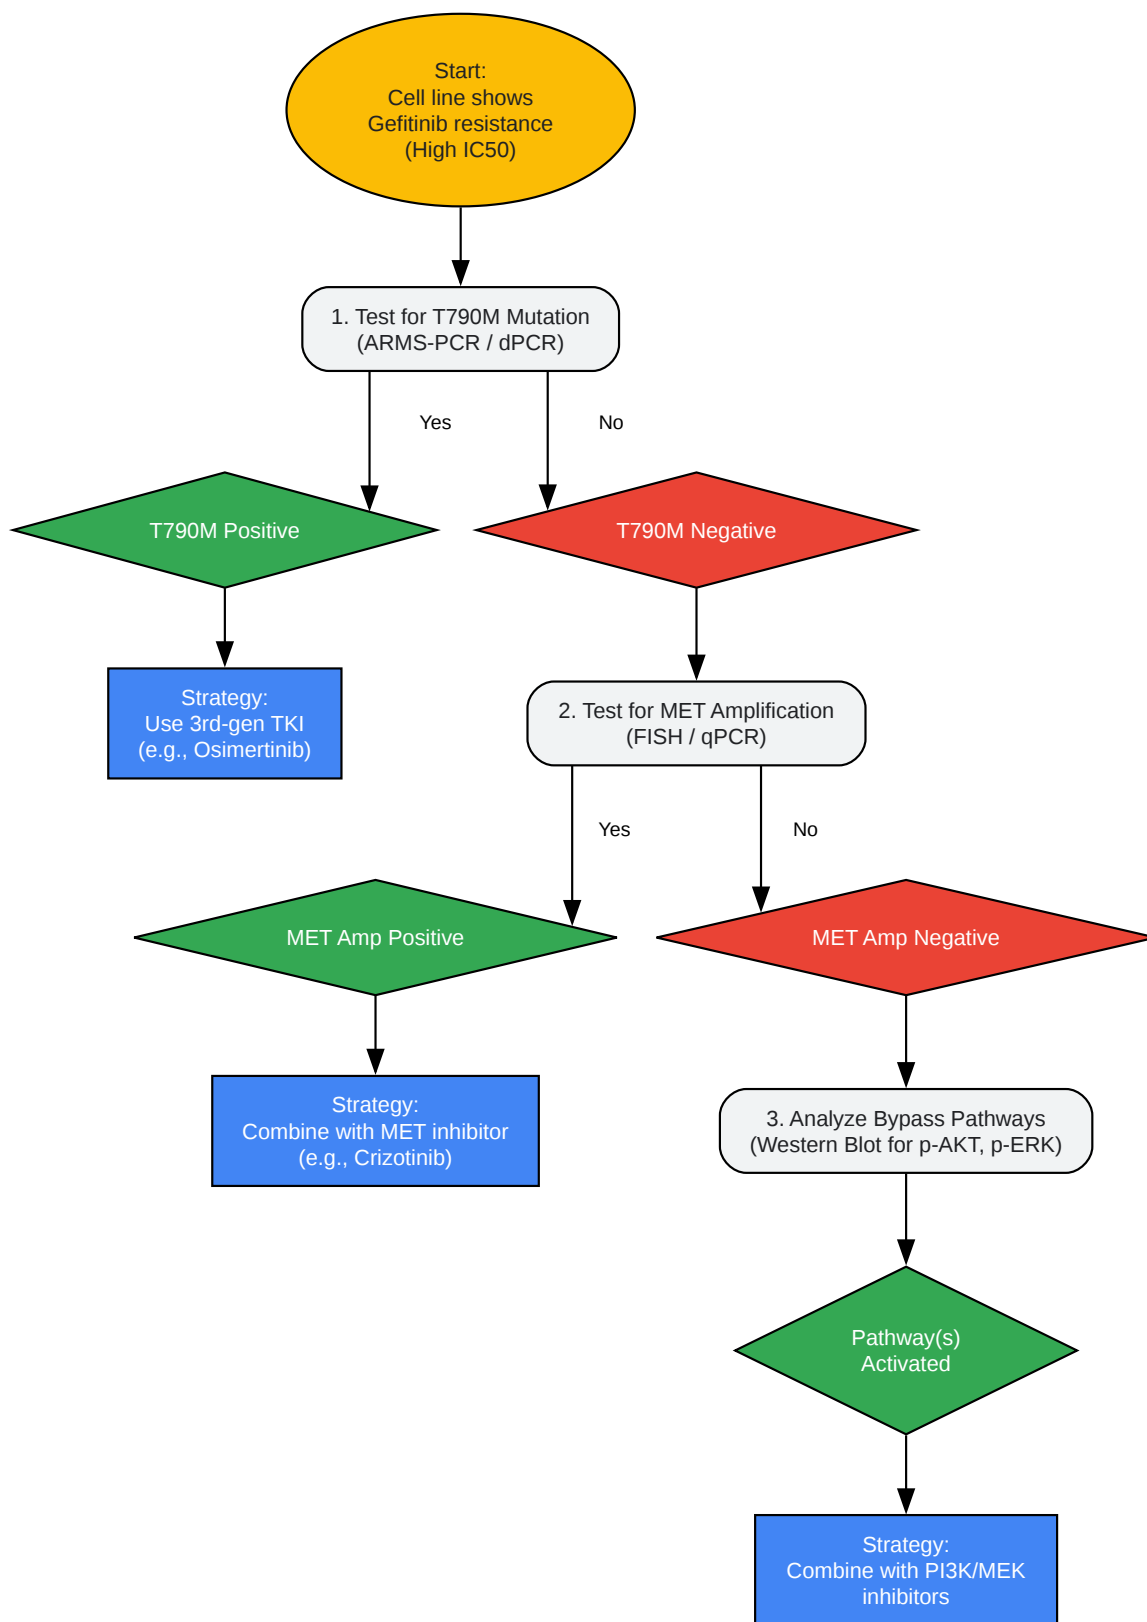 Start:
Cell line shows
Gefitinib resistance
(High IC50)
1. Test for T790M Mutation
(ARMS-PCR / dPCR)
Yes
No
T790M Positive
T790M Negative
Strategy:
Use 3rd-gen TKI
(e.g., Osimertinib)
2. Test for MET Amplification
(FISH / qPCR)
Yes
No
MET Amp Positive
MET Amp Negative
Strategy:
Combine with MET inhibitor
(e.g., Crizotinib)
3. Analyze Bypass Pathways
(Western Blot for p-AKT, p-ERK)
Pathway(s)
Activated
Strategy:
Combine with PI3K/MEK
inhibitors